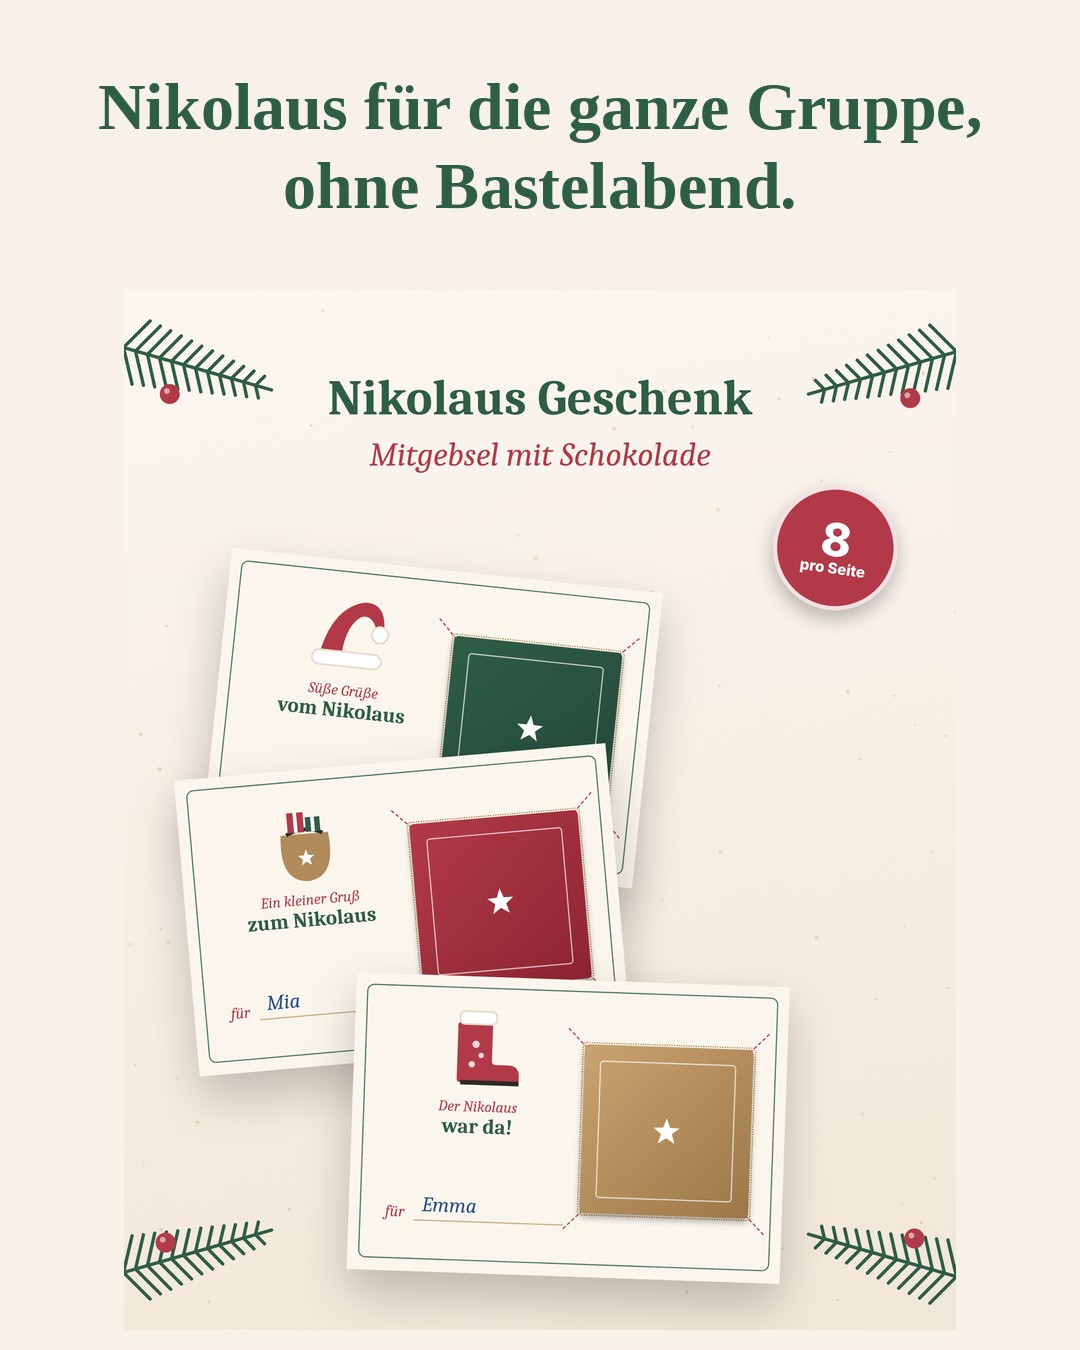 Nikolaus für die ganze Gruppe,
ohne Bastelabend.
Nikolaus Geschenk
Mitgebsel mit Schokolade
8
pro Seite
Süße Grüße
vom Nikolaus
Ein kleiner Gruß
zum Nikolaus
für Mia
Der Nikolaus
war da!
für Emma